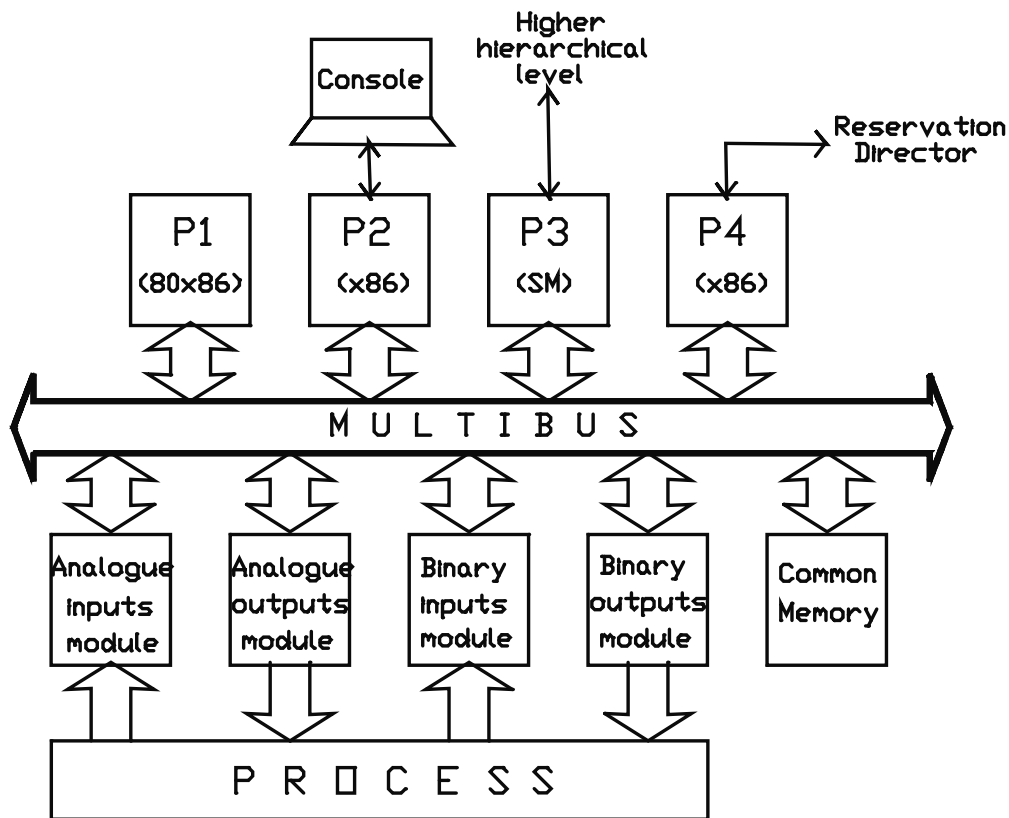 Higher
hierarchical
level
Console
Reservation
Director
P1
(80x86)
P2
(x86)
P3
(SM)
P4
(x86)
MULTIBUS
Analogue
inputs
module
Analogue
outputs
module
Binary
inputs
module
Binary
outputs
module
Common
Memory
PROCESS